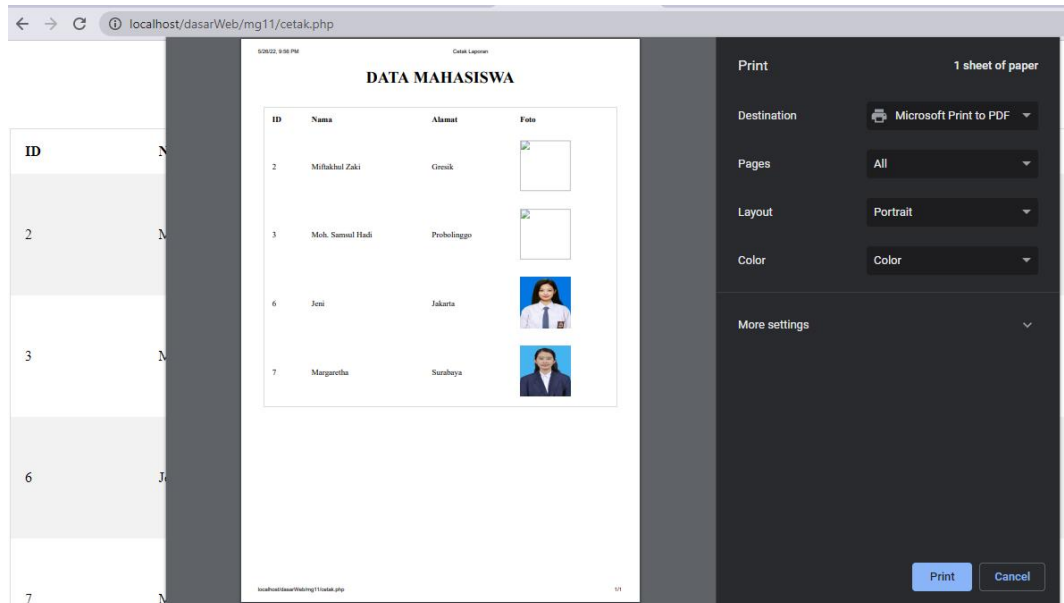 localhost/dasarWeb/mg11/cetak.php
5/26/22, 9:56 PM Cetak Laporan
DATA MAHASISWA
ID Nama Alamat Foto
2 Miftakhul Zaki Gresik
3 Moh. Samsul Hadi Probolinggo
6 Jeni Jakarta
7 Margaretha Surabaya
localhost/dasarWeb/mg11/cetak.php 1/1
ID N
2 M
3 M
6 Je
7 M
Print 1 sheet of paper
Destination Microsoft Print to PDF
Pages All
Layout Portrait
Color Color
More settings
Print Cancel